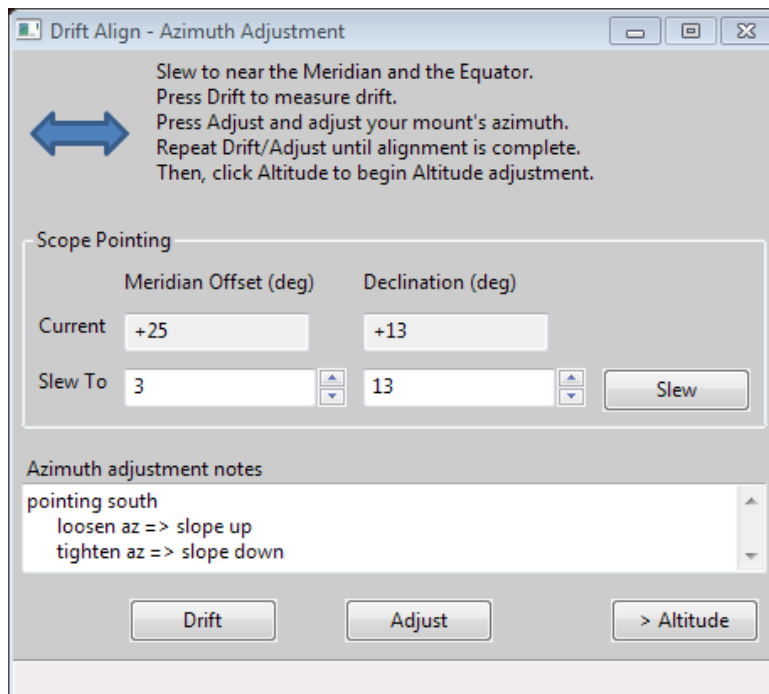 Drift Align - Azimuth Adjustment
Slew to near the Meridian and the Equator.
Press Drift to measure drift.
Press Adjust and adjust your mount's azimuth.
Repeat Drift/Adjust until alignment is complete.
Then, click Altitude to begin Altitude adjustment.
Scope Pointing
Meridian Offset (deg) Declination (deg)
Current +25 +13
Slew To 3 13 Slew
Azimuth adjustment notes
pointing south
loosen az => slope up
tighten az => slope down
Drift Adjust > Altitude